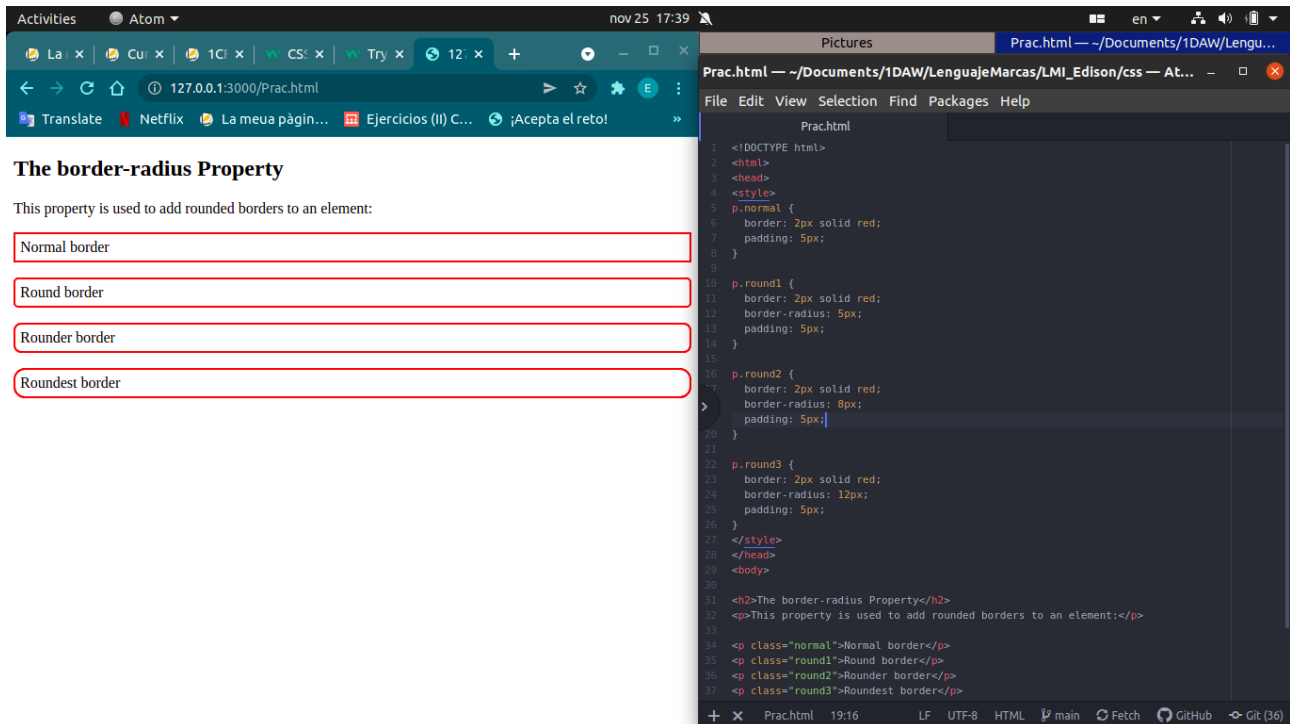 Activities
Atom
nov 25 17:39
en
La
Cur
1CF
CSS
Try
127
127.0.0.1:3000/Prac.html
E
Translate
Netflix
La meua pàgin...
Ejercicios (II) C...
¡Acepta el reto!
»
The border-radius Property
This property is used to add rounded borders to an element:
Normal border
Round border
Rounder border
Roundest border
Pictures
Prac.html — ~/Documents/1DAW/Lengu...
Prac.html — ~/Documents/1DAW/LenguajeMarcas/LMI_Edison/css — At...
File Edit View Selection Find Packages Help
Prac.html
1 <!DOCTYPE html>
2 <html>
3 <head>
4 <style>
5 p.normal {
6 border: 2px solid red;
7 padding: 5px;
8 }
9
10 p.round1 {
11 border: 2px solid red;
12 border-radius: 5px;
13 padding: 5px;
14 }
15
16 p.round2 {
border: 2px solid red;
border-radius: 8px;
padding: 5px;
20 }
21
22 p.round3 {
23 border: 2px solid red;
24 border-radius: 12px;
25 padding: 5px;
26 }
27 </style>
28 </head>
29 <body>
30
31 <h2>The border-radius Property</h2>
32 <p>This property is used to add rounded borders to an element:</p>
33
34 <p class="normal">Normal border</p>
35 <p class="round1">Round border</p>
36 <p class="round2">Rounder border</p>
37 <p class="round3">Roundest border</p>
Prac.html 19:16 LF UTF-8 HTML main Fetch GitHub Git (36)